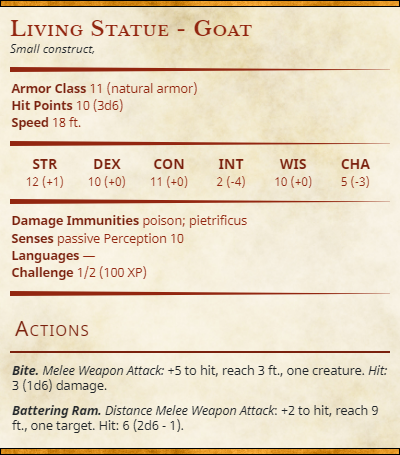 Living Statue - Goat
Small construct,
Armor Class 11 (natural armor)
Hit Points 10 (3d6)
Speed 18 ft.
STR DEX CON INT WIS CHA
12 (+1) 10 (+0) 11 (+0) 2 (-4) 10 (+0) 5 (-3)
Damage Immunities poison; pietrificus
Senses passive Perception 10
Languages —
Challenge 1/2 (100 XP)
Actions
Bite. Melee Weapon Attack: +5 to hit, reach 3 ft., one creature. Hit:
3 (1d6) damage.
Battering Ram. Distance Melee Weapon Attack: +2 to hit, reach 9
ft., one target. Hit: 6 (2d6 - 1).